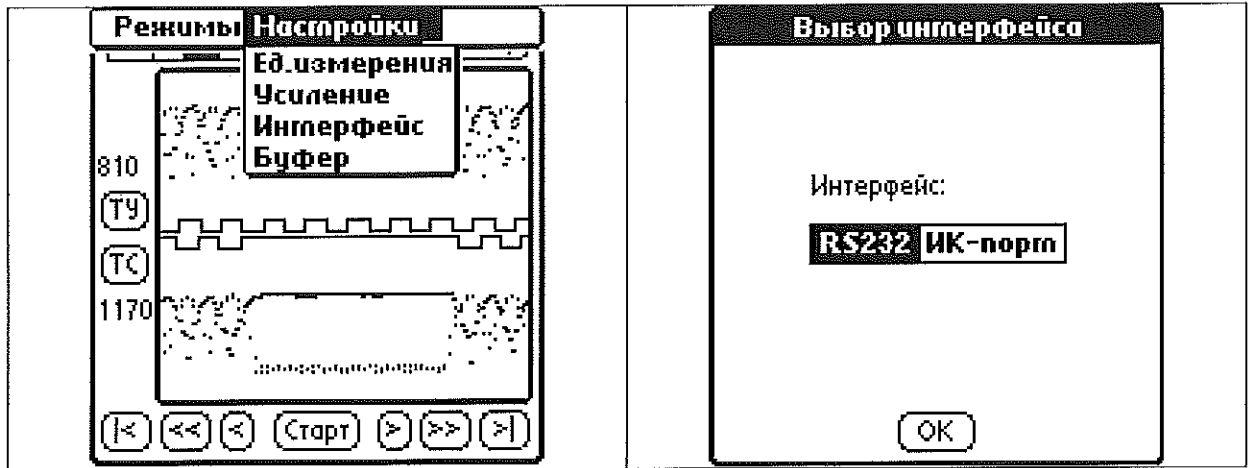 Режимы Настройки
Ед.измерения
Усиление
Интерфейс
Буфер
810
ТУ
ТС
1170
|< << < Старт > >> >|
Выбор интерфейса
Интерфейс:
RS232 ИК-порт
OK